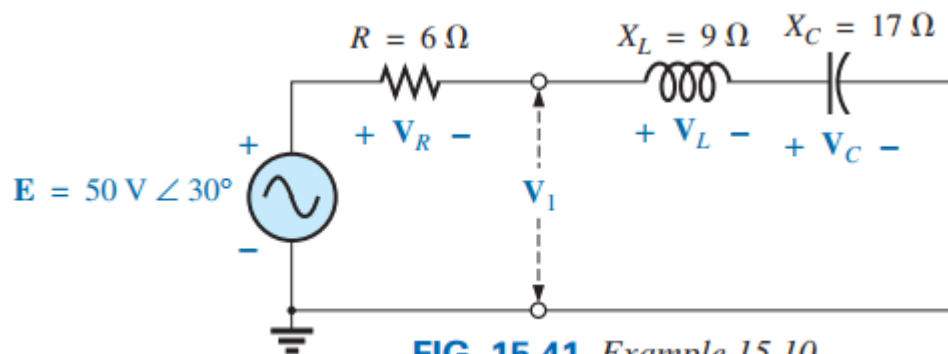 R = 6 Ω
X_L = 9 Ω
X_C = 17 Ω
+ V_R −
+ V_L −
+ V_C −
+
E = 50 V ∠ 30°
−
V_1
FIG. 15.41 Example 15.10